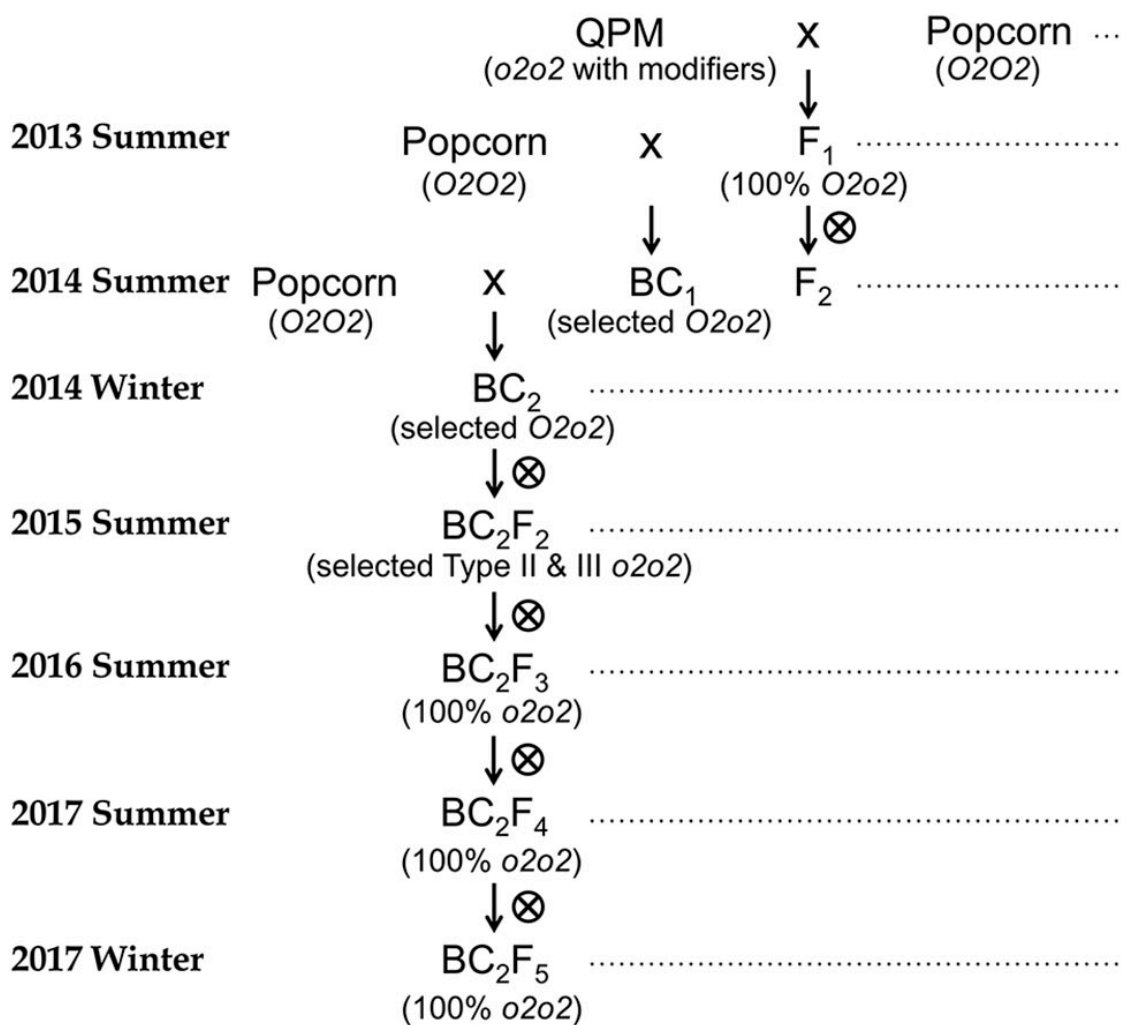 QPM x Popcorn ...
(o2o2 with modifiers) (O2O2)
2013 Summer Popcorn x F₁ ........................
(O2O2) (100% O2o2)
⊗
2014 Summer Popcorn x BC₁ F₂ ........................
(O2O2) (selected O2o2)
2014 Winter BC₂ ........................
(selected O2o2)
⊗
2015 Summer BC₂F₂ ........................
(selected Type II & III o2o2)
⊗
2016 Summer BC₂F₃ ........................
(100% o2o2)
⊗
2017 Summer BC₂F₄ ........................
(100% o2o2)
⊗
2017 Winter BC₂F₅ ........................
(100% o2o2)